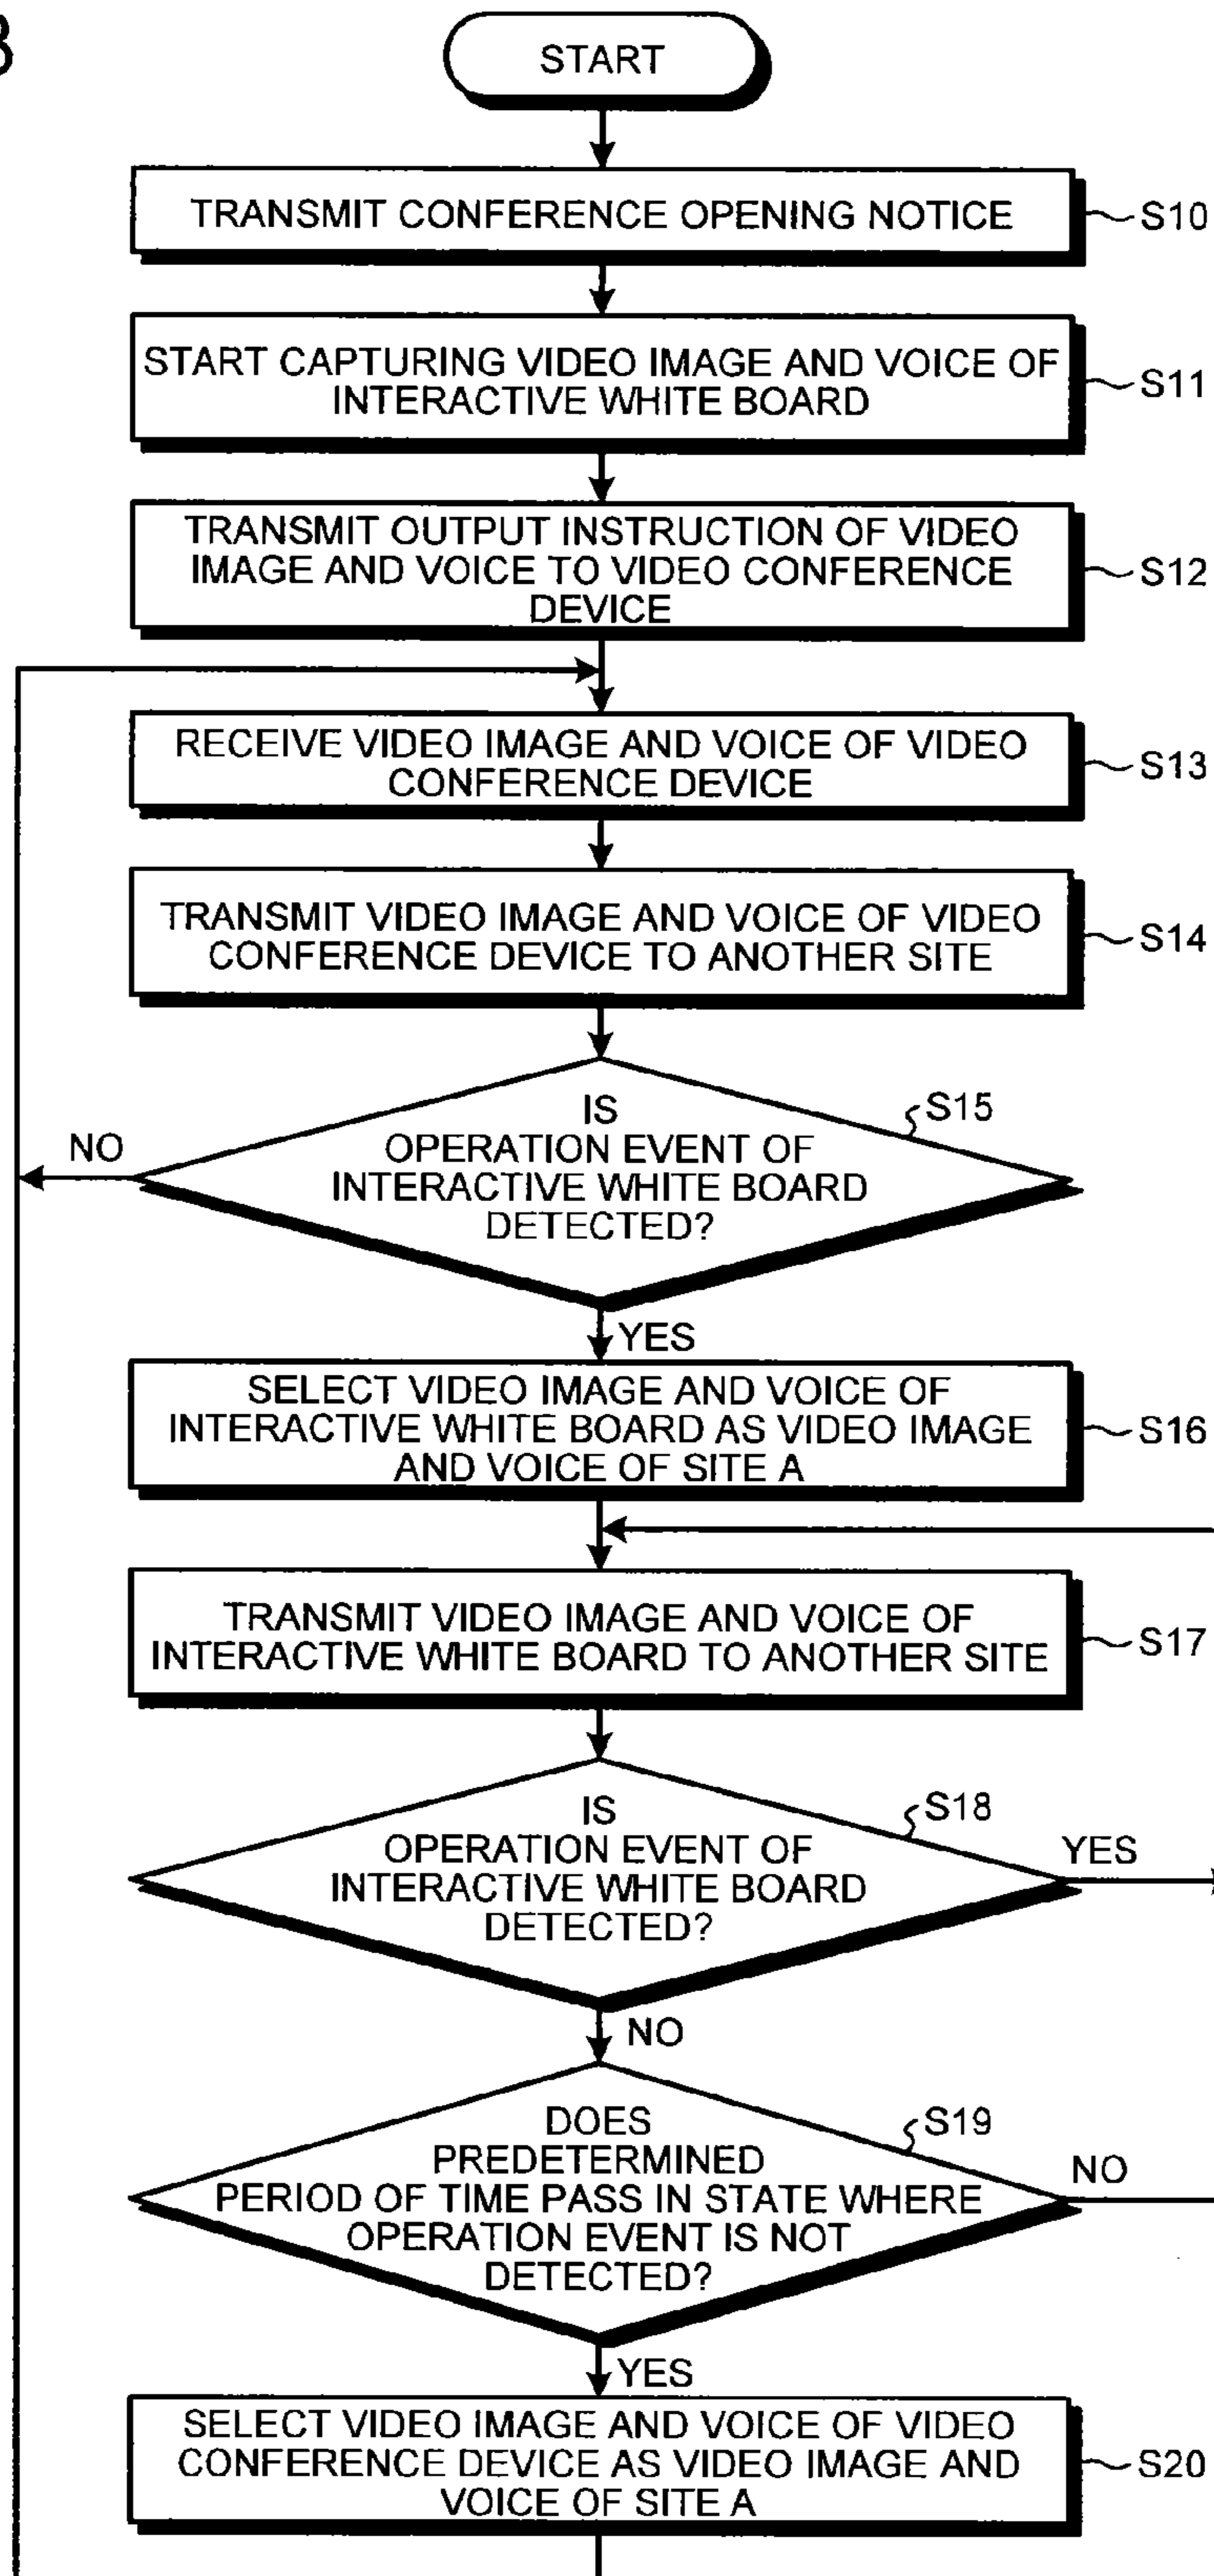 START
TRANSMIT CONFERENCE OPENING NOTICE
S10
START CAPTURING VIDEO IMAGE AND VOICE OF
INTERACTIVE WHITE BOARD
S11
TRANSMIT OUTPUT INSTRUCTION OF VIDEO
IMAGE AND VOICE TO VIDEO CONFERENCE
DEVICE
S12
RECEIVE VIDEO IMAGE AND VOICE OF VIDEO
CONFERENCE DEVICE
S13
TRANSMIT VIDEO IMAGE AND VOICE OF VIDEO
CONFERENCE DEVICE TO ANOTHER SITE
S14
IS
OPERATION EVENT OF
INTERACTIVE WHITE BOARD
DETECTED?
S15
NO
YES
SELECT VIDEO IMAGE AND VOICE OF
INTERACTIVE WHITE BOARD AS VIDEO IMAGE
AND VOICE OF SITE A
S16
TRANSMIT VIDEO IMAGE AND VOICE OF
INTERACTIVE WHITE BOARD TO ANOTHER SITE
S17
IS
OPERATION EVENT OF
INTERACTIVE WHITE BOARD
DETECTED?
S18
YES
NO
DOES
PREDETERMINED
PERIOD OF TIME PASS IN STATE WHERE
OPERATION EVENT IS NOT
DETECTED?
S19
NO
YES
SELECT VIDEO IMAGE AND VOICE OF VIDEO
CONFERENCE DEVICE AS VIDEO IMAGE AND
VOICE OF SITE A
S20